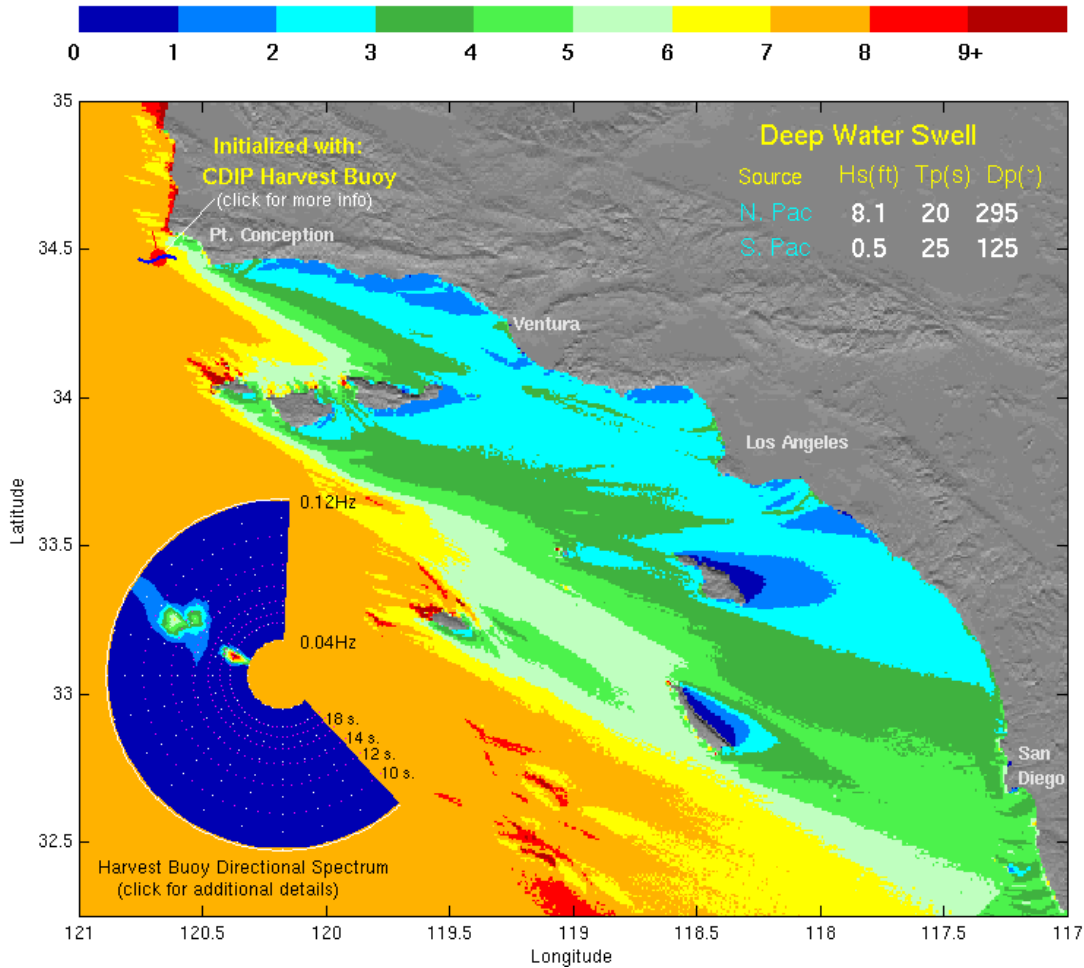 0 1 2 3 4 5 6 7 8 9+
35
34.5
34
33.5
33
32.5
Latitude
Initialized with:
CDIP Harvest Buoy
(click for more info)
Pt. Conception
Deep Water Swell
Source Hs(ft) Tp(s) Dp(˘)
N. Pac 8.1 20 295
S. Pac 0.5 25 125
Ventura
Los Angeles
San
Diego
0.12Hz
0.04Hz
18 s.
14 s.
12 s.
10 s.
Harvest Buoy Directional Spectrum
(click for additional details)
121 120.5 120 119.5 119 118.5 118 117.5 117
Longitude